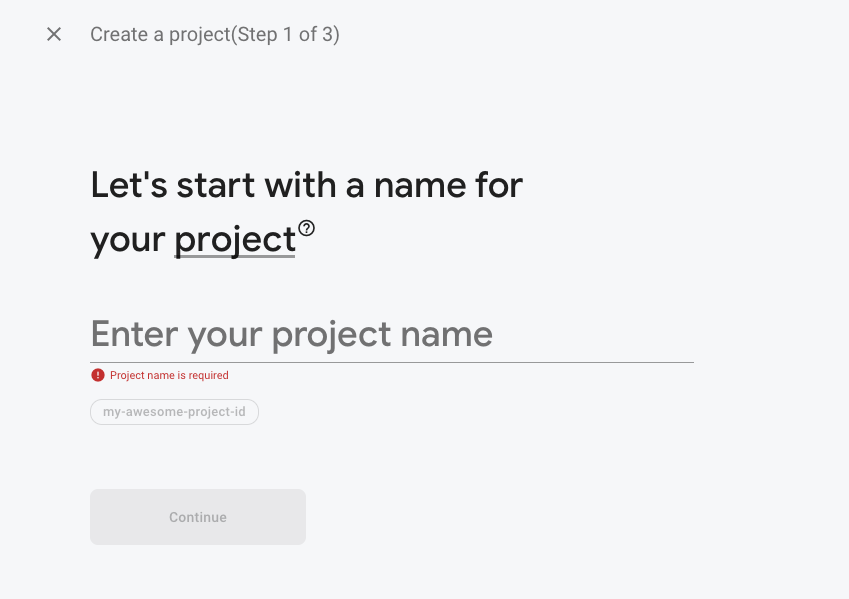 Create a project(Step 1 of 3)
Let's start with a name for
your project
Enter your project name
Project name is required
my-awesome-project-id
Continue